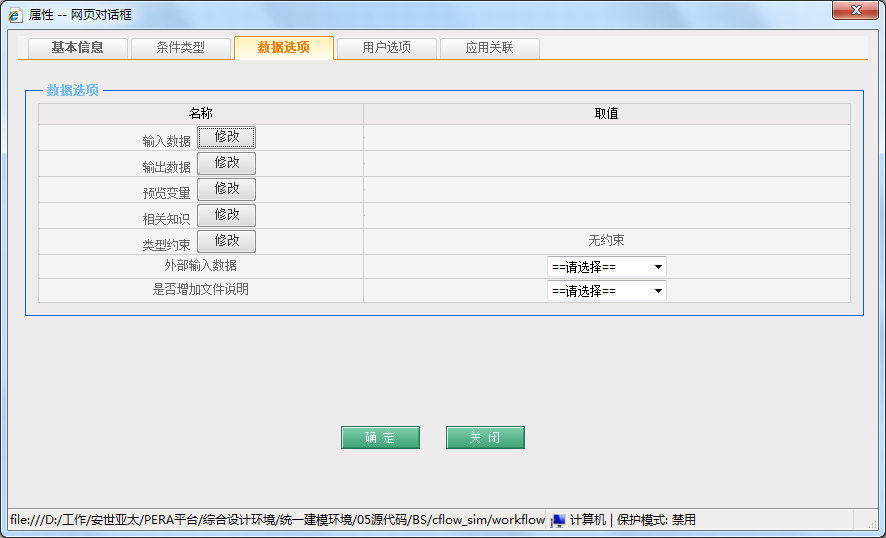 属性 -- 网页对话框
基本信息 条件类型 数据选项 用户选项 应用关联
数据选项
名称 取值
输入数据 修改
输出数据 修改
预览变量 修改
相关知识 修改
类型约束 修改 无约束
外部输入数据 ==请选择==
是否增加文件说明 ==请选择==
确 定 关 闭
file:///D:/工作/安世亚太/PERA平台/综合设计环境/统一建模环境/05源代码/BS/cflow_sim/workflow 计算机 | 保护模式: 禁用